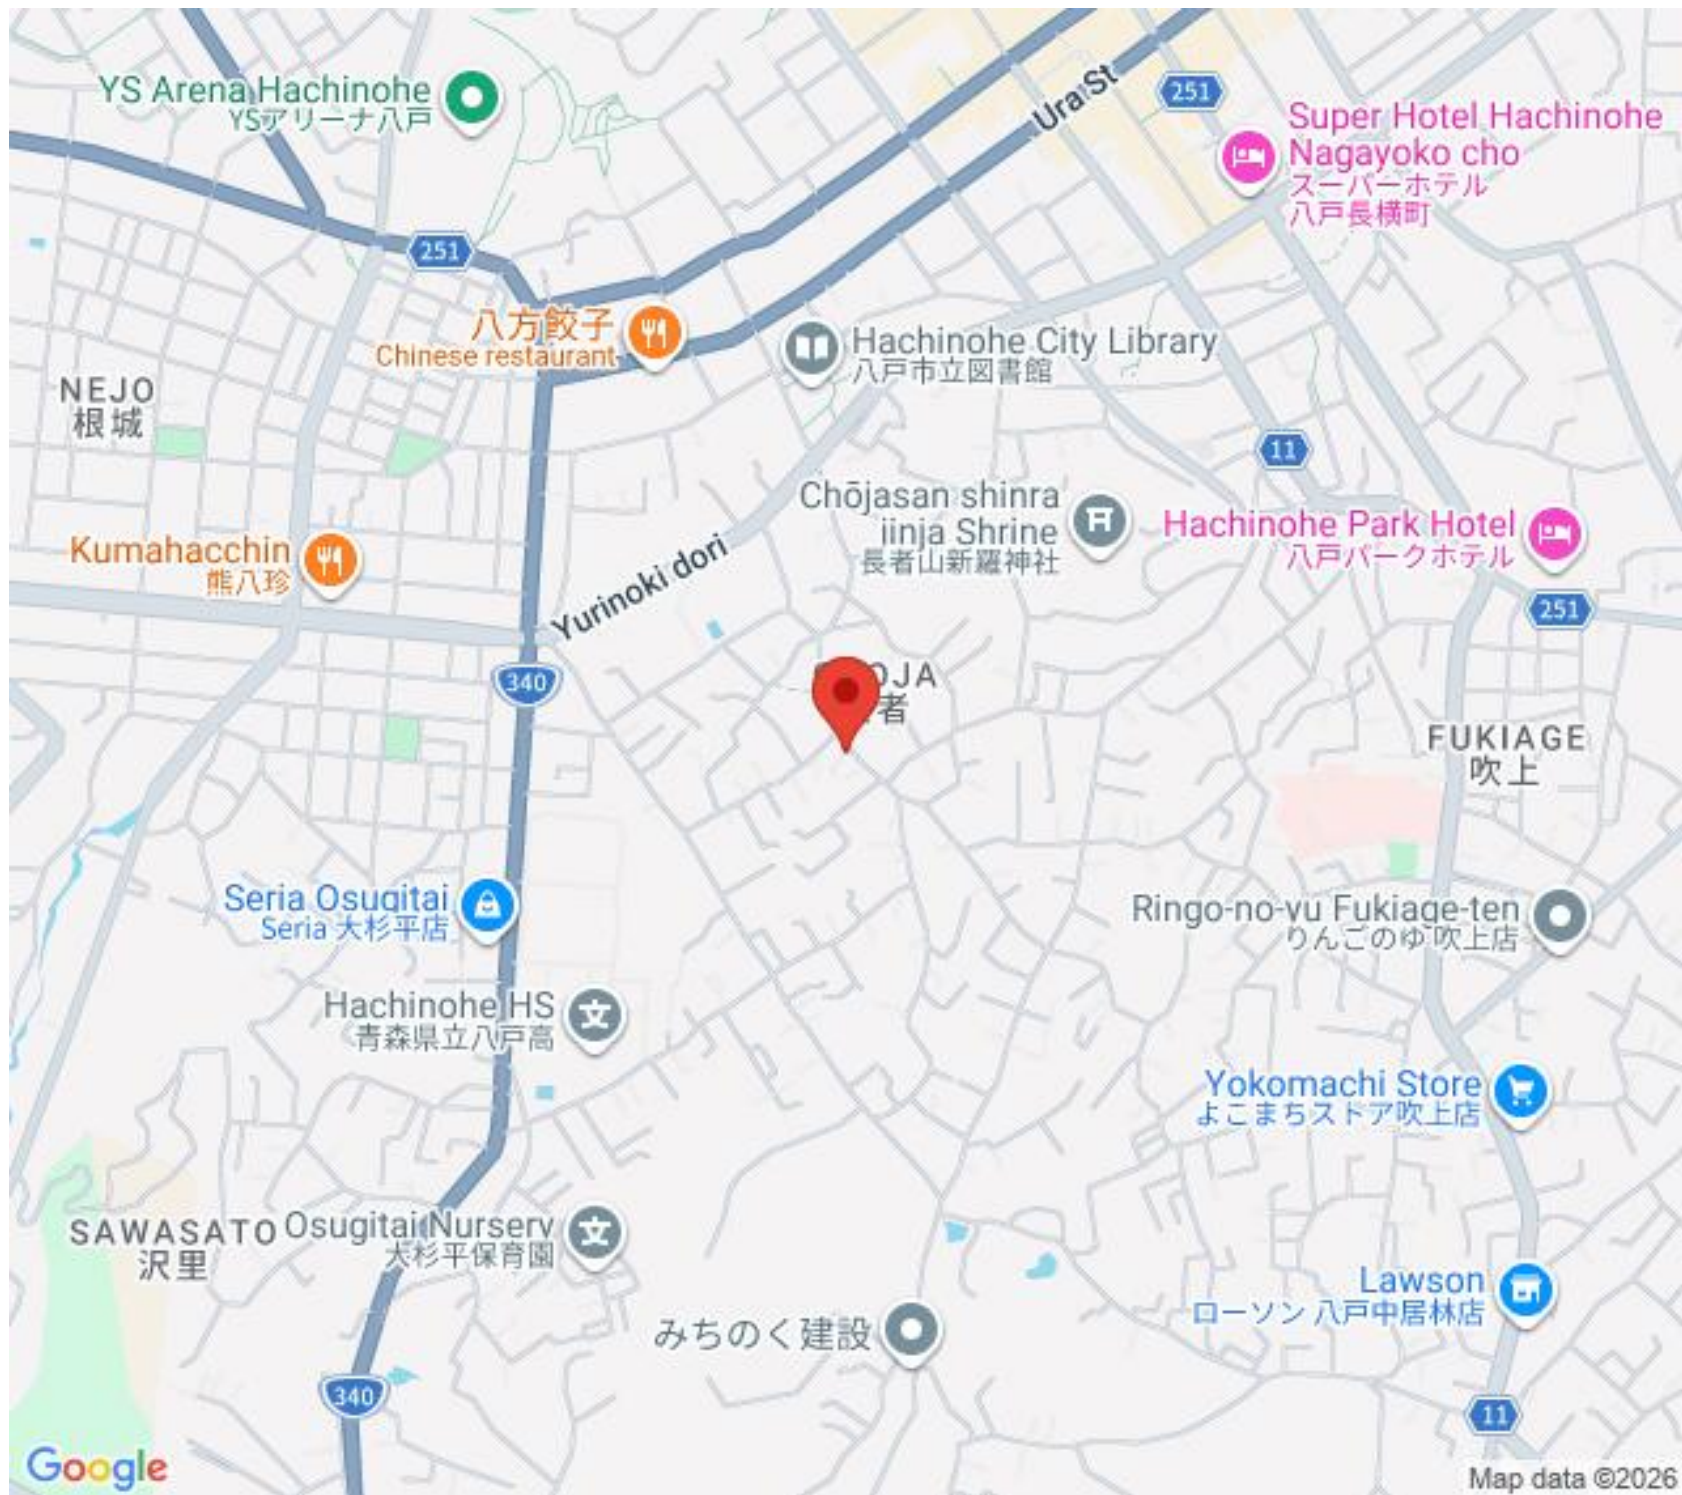 YS Arena Hachinohe
YSアリーナ八戸
251
Ura St
251
Super Hotel Hachinohe
Nagayoko cho
スーパーホテル
八戸長横町
八方餃子
Chinese restaurant
Hachinohe City Library
八戸市立図書館
NEJO
根城
11
Chōjasan shinra
jinja Shrine
長者山新羅神社
Hachinohe Park Hotel
八戸パークホテル
Kumahacchin
熊八珍
Yurinoki dori
251
340
OJA
者
FUKIAGE
吹上
Seria Osugitai
Seria 大杉平店
Ringo-no-yu Fukiage-ten
りんごのゆ 吹上店
Hachinohe HS
青森県立八戸高
Yokomachi Store
よこまちストア吹上店
SAWASATO
沢里
Osugitai Nursery
大杉平保育園
Lawson
ローソン 八戸中居林店
みちのく建設
340
11
Google
Map data ©2026